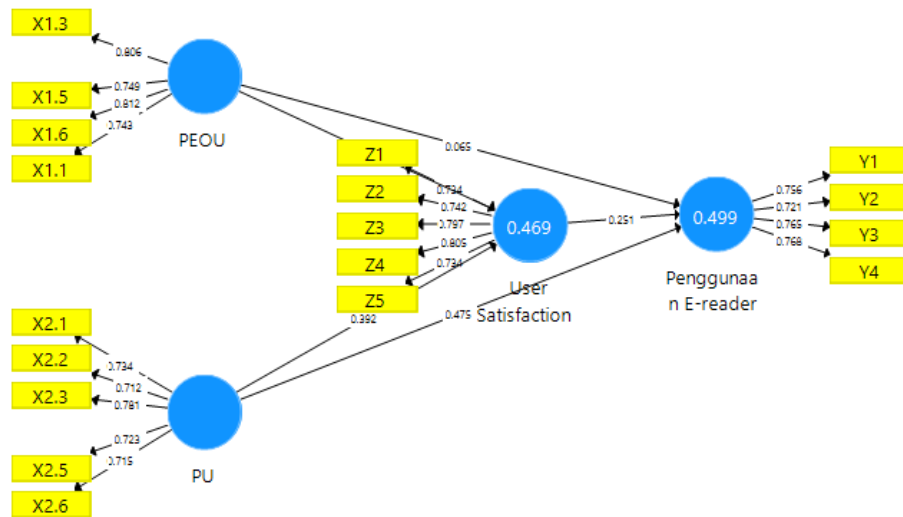 X1.3
0.806
X1.5
0.749
0.812
X1.6
0.743
X1.1
PEOU
0.065
Z1
0.734
Z2
0.742
Z3
0.797
Z4
0.805
0.734
Z5
0.469
0.251
0.499
0.756
Y1
0.721
Y2
0.765
Y3
0.768
Y4
User
Satisfaction
Penggunaa
n E-reader
0.392
0.475
X2.1
0.734
X2.2
0.712
X2.3
0.781
0.723
X2.5
0.715
X2.6
PU